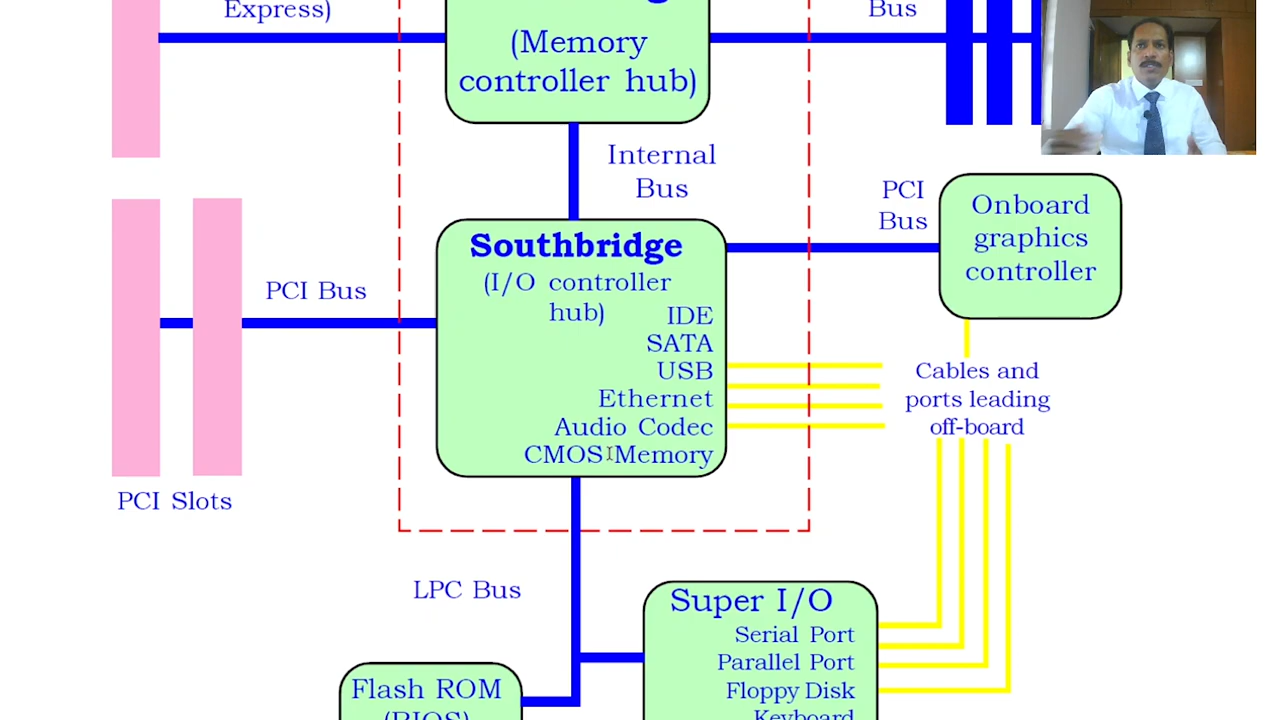 Express)
Bus
(Memory
controller hub)
Internal
Bus
PCI
Bus
Onboard
graphics
controller
Southbridge
(I/O controller
hub)
IDE
SATA
USB
Ethernet
Audio Codec
CMOS Memory
PCI Bus
Cables and
ports leading
off-board
PCI Slots
LPC Bus
Super I/O
Serial Port
Parallel Port
Floppy Disk
Keyboard
Flash ROM
(BIOS)